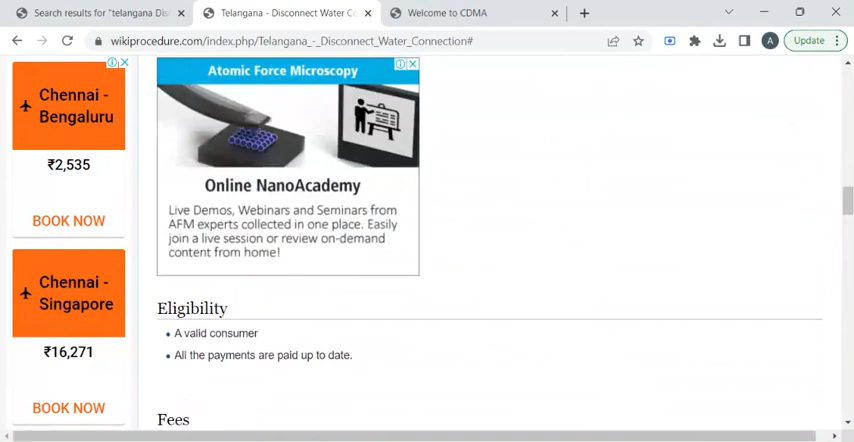 Search results for "telangana Dis
Telangana - Disconnect Water Co
Welcome to CDMA
wikiprocedure.com/index.php/Telangana_-_Disconnect_Water_Connection#
A
Update
Chennai -
Bengaluru
₹2,535
BOOK NOW
Chennai -
Singapore
₹16,271
BOOK NOW
Atomic Force Microscopy
Online NanoAcademy
Live Demos, Webinars and Seminars from
AFM experts collected in one place. Easily
join a live session or review on-demand
content from home!
Eligibility
A valid consumer
All the payments are paid up to date.
Fees